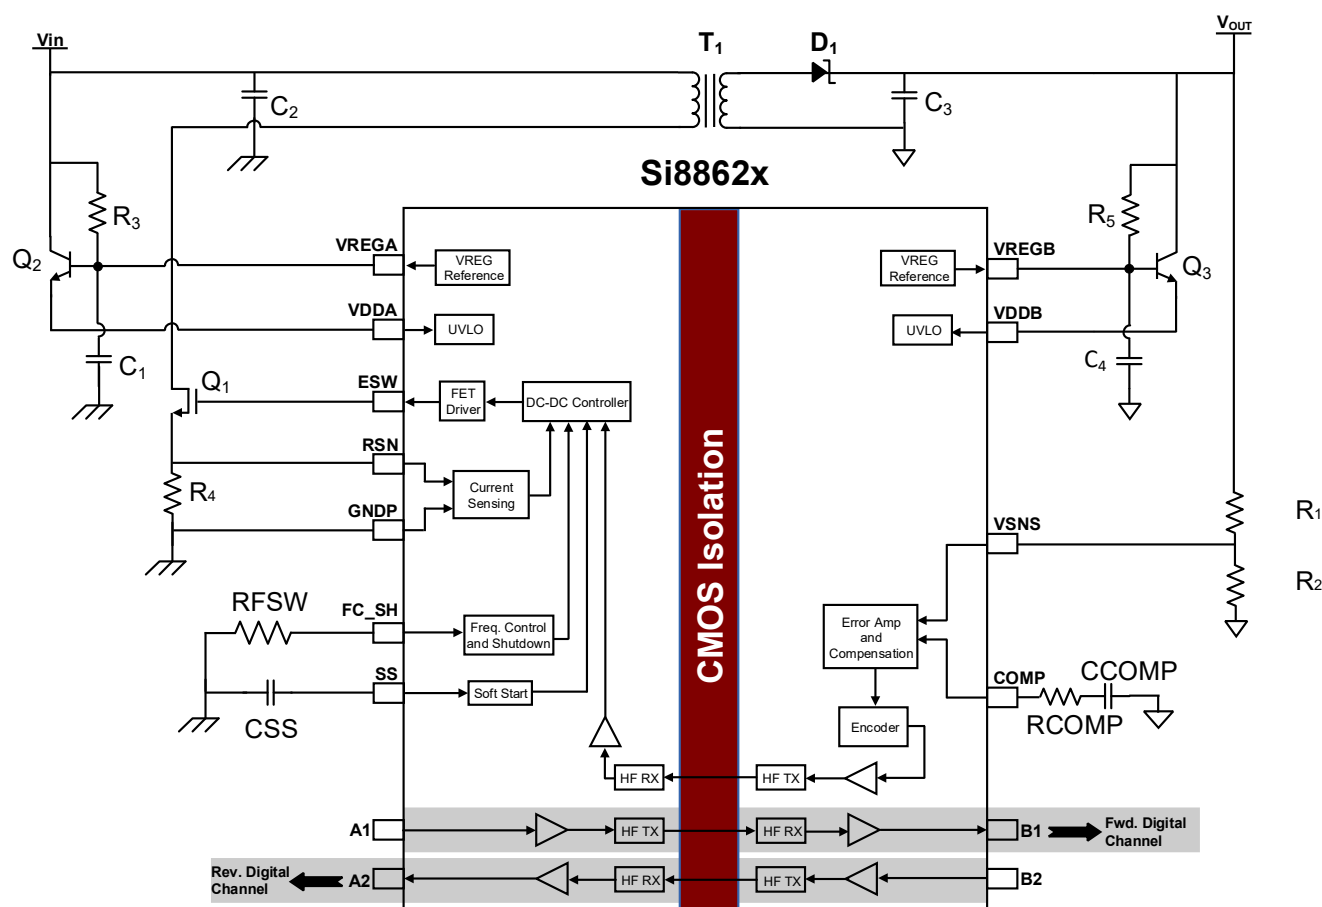 Vin
T1
D1
VOUT
C2
C3
Si8862x
R3
R5
Q2
VREGA
VREG
Reference
VREG
Reference
VREGB
Q3
VDDA
UVLO
UVLO
VDDB
C1
C4
Q1
ESW
FET
Driver
DC-DC Controller
CMOS Isolation
RSN
R4
Current
Sensing
GNDP
VSNS
R1
R2
RFSW
FC_SH
Freq. Control
and Shutdown
Error Amp
and
Compensation
SS
Soft Start
CSS
COMP
CCOMP
RCOMP
Encoder
HF RX
HF TX
A1
HF TX
HF RX
B1
Fwd. Digital
Channel
Rev. Digital
Channel
A2
HF RX
HF TX
B2